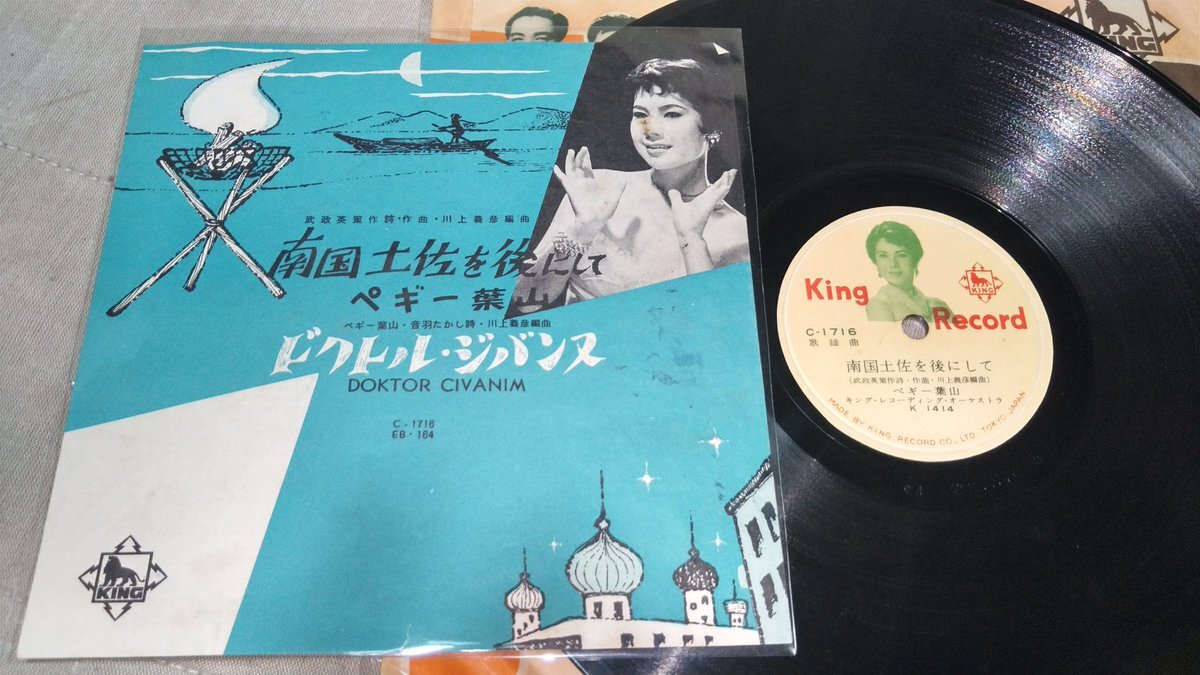 武政英策作詩・作曲・川上義彦編曲
南国土佐を後にして
ペギー葉山
ペギー葉山・音羽たかし詩・川上義彦編曲
ドクトル・ジバンヌ
DOKTOR CIVANIM
C-1716
EB-164
KING
KING
KING
King Record
C-1716
歌謡曲
南国土佐を後にして
(武政英策作詩・作曲・川上義彦編曲)
ペギー葉山
キング・レコーディング・オーケストラ
K 1414
MADE BY KING RECORD CO., LTD. TOKYO JAPAN